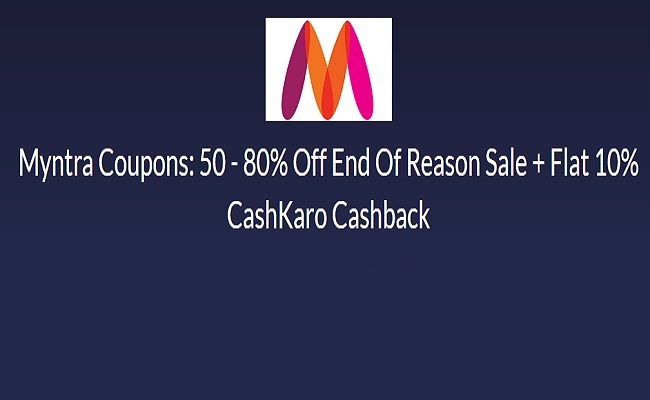 Myntra Coupons: 50 - 80% Off End Of Reason Sale + Flat 10%
CashKaro Cashback